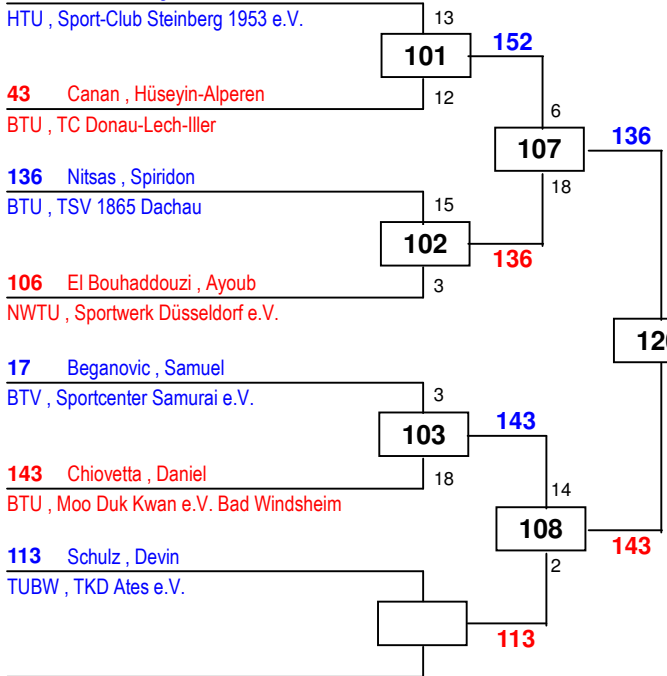 HTU , Sport-Club Steinberg 1953 e.V.
13
101
152
43 Canan , Hüseyin-Alperen
12
BTU , TC Donau-Lech-Iller
6
107
136
136 Nitsas , Spiridon
18
BTU , TSV 1865 Dachau
15
102
136
106 El Bouhaddouzi , Ayoub
3
NWTU , Sportwerk Düsseldorf e.V.
17 Beganovic , Samuel
BTV , Sportcenter Samurai e.V.
3
103
143
143 Chiovetta , Daniel
18
BTU , Moo Duk Kwan e.V. Bad Windsheim
14
108
143
113 Schulz , Devin
2
TUBW , TKD Ates e.V.
113